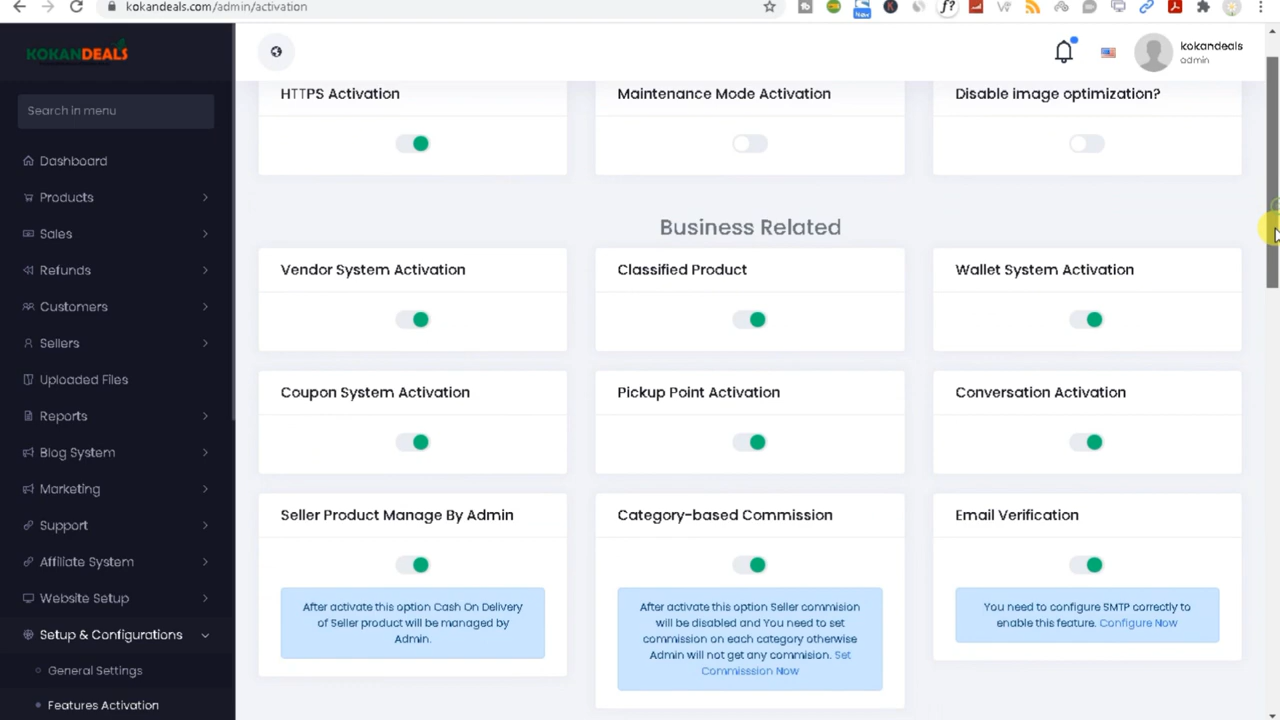 kokandeals.com/admin/activation
New
f?
KOKANDEALS
kokandeals
admin
Search in menu
Dashboard
Products
Sales
Refunds
Customers
Sellers
Uploaded Files
Reports
Blog System
Marketing
Support
Affiliate System
Website Setup
Setup & Configurations
General Settings
Features Activation
HTTPS Activation
Maintenance Mode Activation
Disable image optimization?
Business Related
Vendor System Activation
Classified Product
Wallet System Activation
Coupon System Activation
Pickup Point Activation
Conversation Activation
Seller Product Manage By Admin
After activate this option Cash On Delivery
of Seller product will be managed by
Admin.
Category-based Commission
After activate this option Seller commision
will be disabled and You need to set
commission on each category otherwise
Admin will not get any commision. Set
Commisssion Now
Email Verification
You need to configure SMTP correctly to
enable this feature. Configure Now